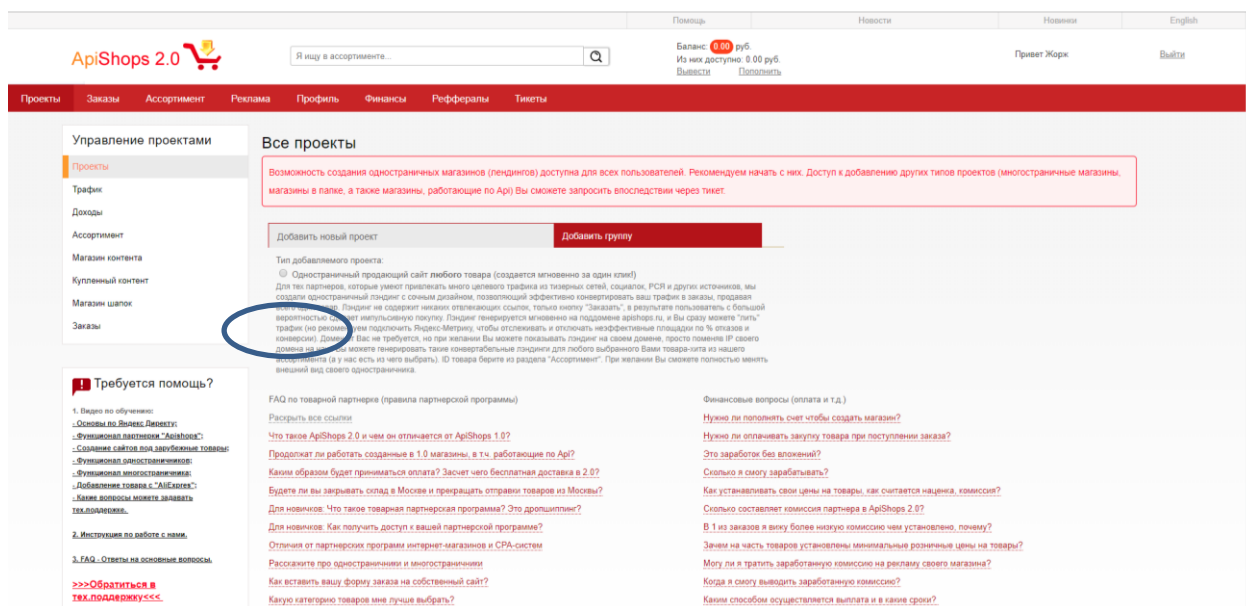 Помощь
Новости
Новинки
English
ApiShops 2.0
Я ищу в ассортименте...
Баланс: 0.00 руб.
Из них доступно: 0.00 руб.
Вывести Пополнить
Привет Жорж
Выйти
Проекты Заказы Ассортимент Реклама Профиль Финансы Реффералы Тикеты
Управление проектами
Проекты
Трафик
Доходы
Ассортимент
Магазин контента
Купленный контент
Магазин шапок
Заказы
! Требуется помощь?
1. Видео по обучению:
- Основы по Яндекс Директу;
- Функционал партнерки "Apishops";
- Создание сайтов под зарубежные товары;
- Функционал одностраничников;
- Функционал многостраничника;
- Добавление товара с "AliExpres";
- Какие вопросы можете задавать
тех.поддержке.
2. Инструкция по работе с нами.
3. FAQ - Ответы на основные вопросы.
>>>Обратиться в
тех.поддержку<<<
Все проекты
Возможность создания одностраничных магазинов (лендингов) доступна для всех пользователей. Рекомендуем начать с них. Доступ к добавлению других типов проектов (многостраничные магазины,
магазины в папке, а также магазины, работающие по Api) Вы сможете запросить впоследствии через тикет.
Добавить новый проект
Добавить группу
Тип добавляемого проекта:
Одностраничный продающий сайт любого товара (создается мгновенно за один клик!)
Для тех партнеров, которые умеют привлекать много целевого трафика из тизерных сетей, социалок, РСЯ и других источников, мы
создали одностраничный лэндинг с сочным дизайном, позволяющий эффективно конвертировать ваш трафик в заказы, продавая
всего один товар. Лэндинг не содержит никаких отвлекающих ссылок, только кнопку "Заказать", в результате пользователь с большой
вероятностью сделает импульсивную покупку. Лэндинг генерируется мгновенно на поддомене apishops.ru, и Вы сразу можете "лить"
трафик (но рекомендуем подключить Яндекс-Метрику, чтобы отслеживать и отключать неэффективные площадки по % отказов и
конверсии). Домен от Вас не требуется, но при желании Вы можете показывать лэндинг на своем домене, просто поменяв IP своего
домена на наш. Вы можете генерировать такие конвертабельные лэндинги для любого выбранного Вами товара-хита из нашего
ассортимента (а у нас есть из чего выбрать). ID товара берите из раздела "Ассортимент". При желании Вы сможете полностью менять
внешний вид своего одностраничника.
FAQ по товарной партнерке (правила партнерской программы)
Раскрыть все ссылки
Что такое ApiShops 2.0 и чем он отличается от ApiShops 1.0?
Продолжат ли работать созданные в 1.0 магазины, в т.ч. работающие по Api?
Каким образом будет приниматься оплата? Засчет чего бесплатная доставка в 2.0?
Будете ли вы закрывать склад в Москве и прекращать отправки товаров из Москвы?
Для новичков: Что такое товарная партнерская программа? Это дропшиппинг?
Для новичков: Как получить доступ к вашей партнерской программе?
Отличия от партнерских программ интернет-магазинов и CPA-систем
Расскажите про одностраничники и многостраничники
Как вставить вашу форму заказа на собственный сайт?
Какую категорию товаров мне лучше выбрать?
Финансовые вопросы (оплата и т.д.)
Нужно ли пополнять счет чтобы создать магазин?
Нужно ли оплачивать закупку товара при поступлении заказа?
Это заработок без вложений?
Сколько я смогу зарабатывать?
Как устанавливать свои цены на товары, как считается наценка, комиссия?
Сколько составляет комиссия партнера в ApiShops 2.0?
В 1 из заказов я вижу более низкую комиссию чем установлено, почему?
Зачем на часть товаров установлены минимальные розничные цены на товары?
Могу ли я тратить заработанную комиссию на рекламу своего магазина?
Когда я смогу выводить заработанную комиссию?
Каким способом осуществляется выплата и в какие сроки?